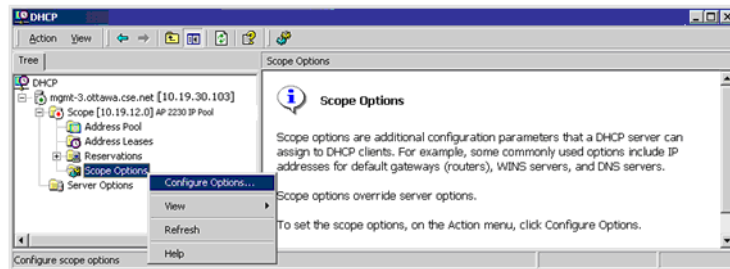 DHCP
Action View
Tree
Scope Options
DHCP
mgmt-3.ottawa.cse.net [10.19.30.103]
Scope [10.19.12.0] AP 2230 IP Pool
Address Pool
Address Leases
Reservations
Scope Options
Server Options
Configure Options...
View
Refresh
Help
Scope Options
Scope options are additional configuration parameters that a DHCP server can
assign to DHCP clients. For example, some commonly used options include IP
addresses for default gateways (routers), WINS servers, and DNS servers.
Scope options override server options.
To set the scope options, on the Action menu, click Configure Options.
Configure scope options